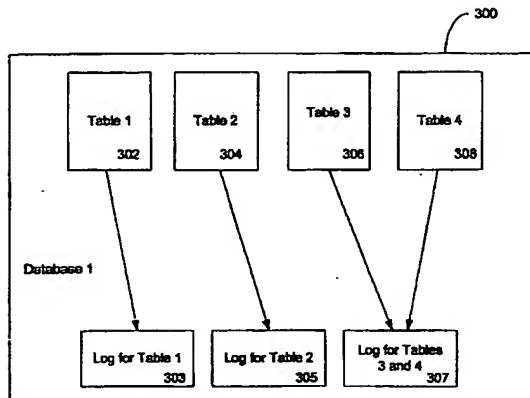 300
Table 1
302
Table 2
304
Table 3
306
Table 4
308
Database 1
Log for Table 1
303
Log for Table 2
305
Log for Tables
3 and 4
307